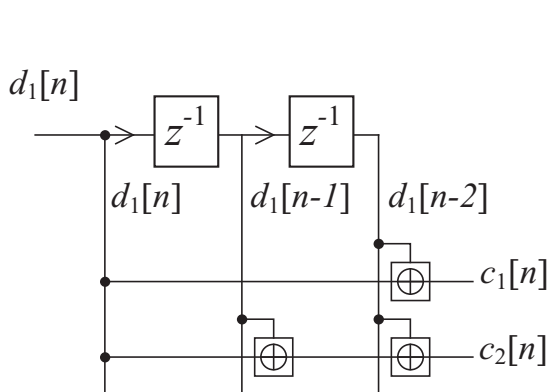 d₁[n]
z⁻¹ z⁻¹
d₁[n] d₁[n-1] d₁[n-2]
c₁[n]
c₂[n]